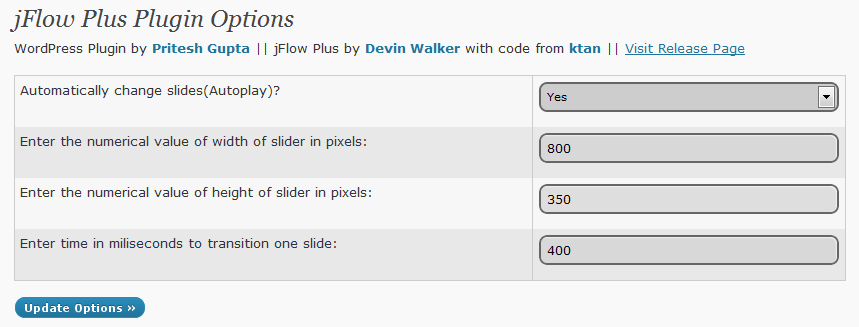 jFlow Plus Plugin Options
WordPress Plugin by Pritesh Gupta || jFlow Plus by Devin Walker with code from ktan || Visit Release Page
Automatically change slides(Autoplay)?
Yes
Enter the numerical value of width of slider in pixels:
800
Enter the numerical value of height of slider in pixels:
350
Enter time in miliseconds to transition one slide:
400
Update Options »